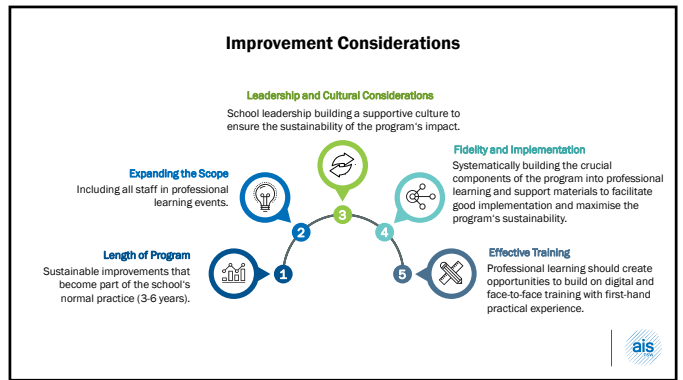 Improvement Considerations
Leadership and Cultural Considerations
School leadership building a supportive culture to
ensure the sustainability of the program's impact.
Expanding the Scope
Including all staff in professional
learning events.
Fidelity and Implementation
Systematically building the crucial
components of the program into professional
learning and support materials to facilitate
good implementation and maximise the
program's sustainability.
Length of Program
Sustainable improvements that
become part of the school's
normal practice (3-6 years).
Effective Training
Professional learning should create
opportunities to build on digital and
face-to-face training with first-hand
practical experience.
1
2
3
4
5
ais
nsw